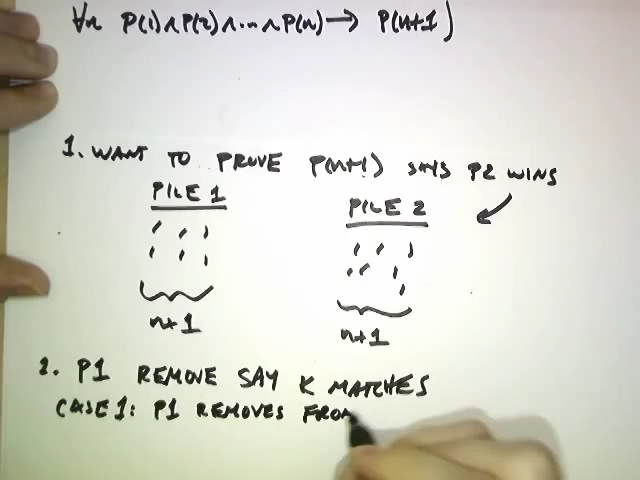 ∀n P(1)∧P(2)∧...∧P(n)→ P(n+1)
1. WANT TO PROVE P(n+1) SAYS P2 WINS
PILE 1 PILE 2
n+1 n+1
2. P1 REMOVE SAY K MATCHES
CASE 1: P1 REMOVES FROM